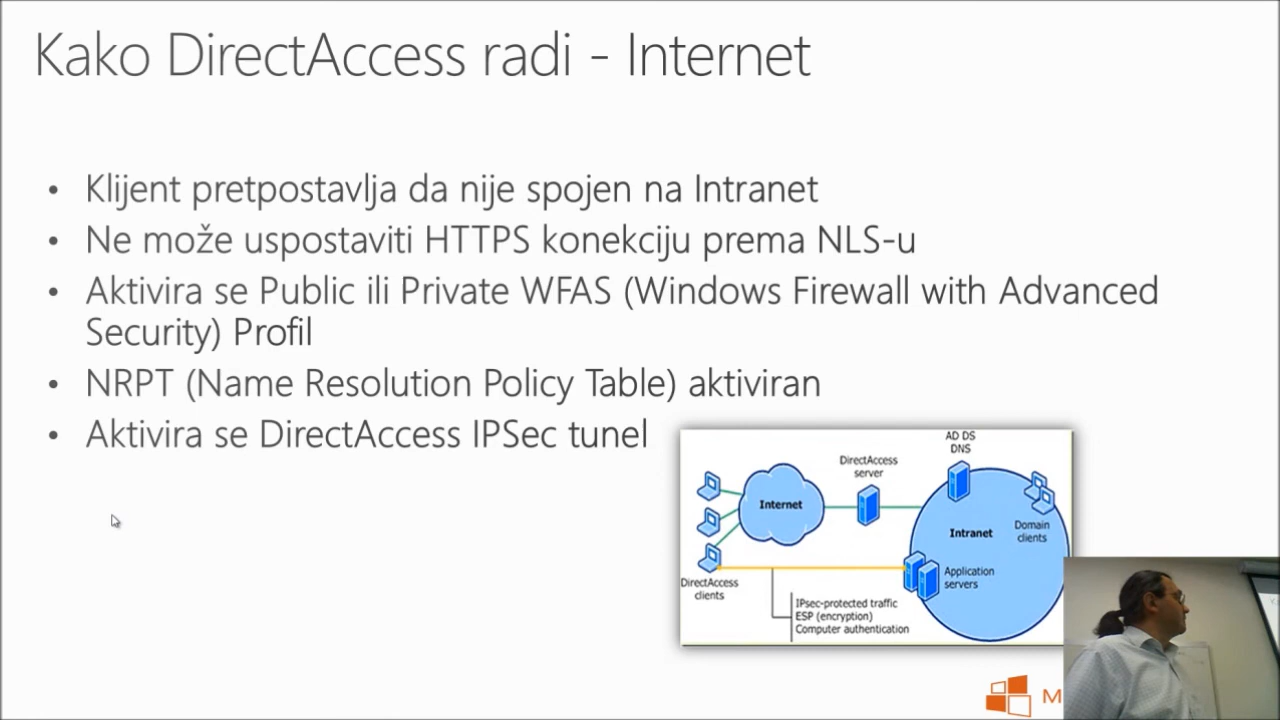 Kako DirectAccess radi - Internet
• Klijent pretpostavlja da nije spojen na Intranet
• Ne može uspostaviti HTTPS konekciju prema NLS-u
• Aktivira se Public ili Private WFAS (Windows Firewall with Advanced
Security) Profil
• NRPT (Name Resolution Policy Table) aktiviran
• Aktivira se DirectAccess IPSec tunel
AD DS
DNS
DirectAccess
server
Internet
Intranet
Domain
clients
Application
servers
DirectAccess
clients
IPsec-protected traffic
ESP (encryption)
Computer authentication
M